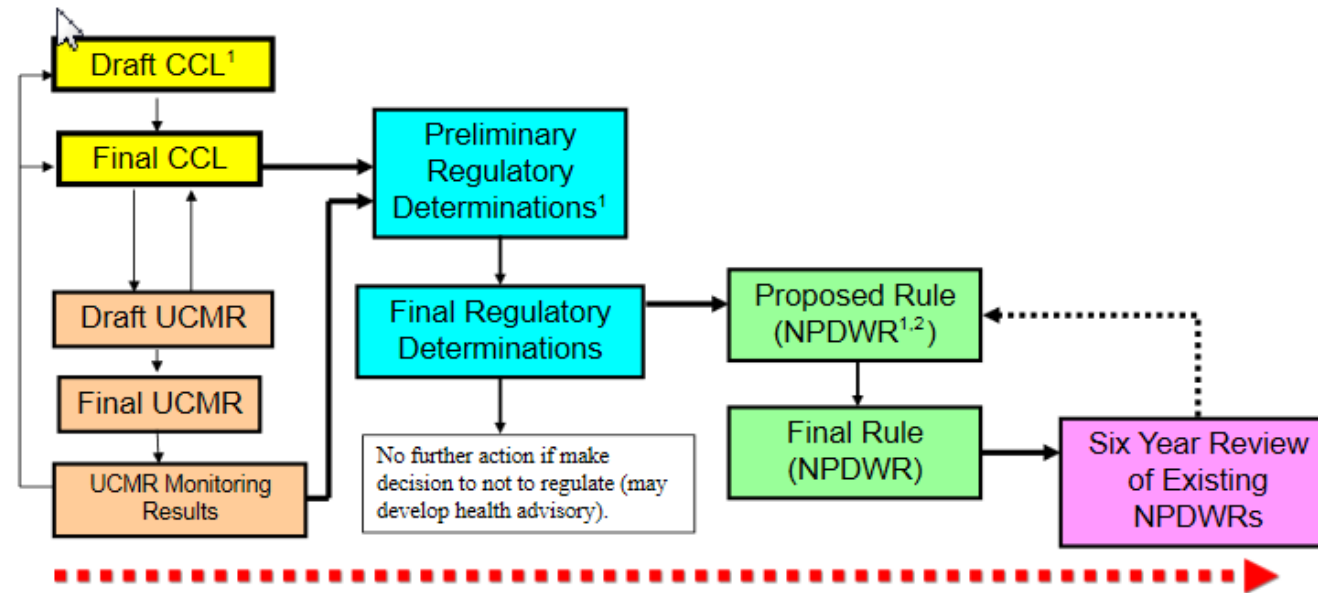 Draft CCL¹
Final CCL
Draft UCMR
Final UCMR
UCMR Monitoring
Results
Preliminary
Regulatory
Determinations¹
Final Regulatory
Determinations
No further action if make
decision to not to regulate (may
develop health advisory).
Proposed Rule
(NPDWR¹,²)
Final Rule
(NPDWR)
Six Year Review
of Existing
NPDWRs